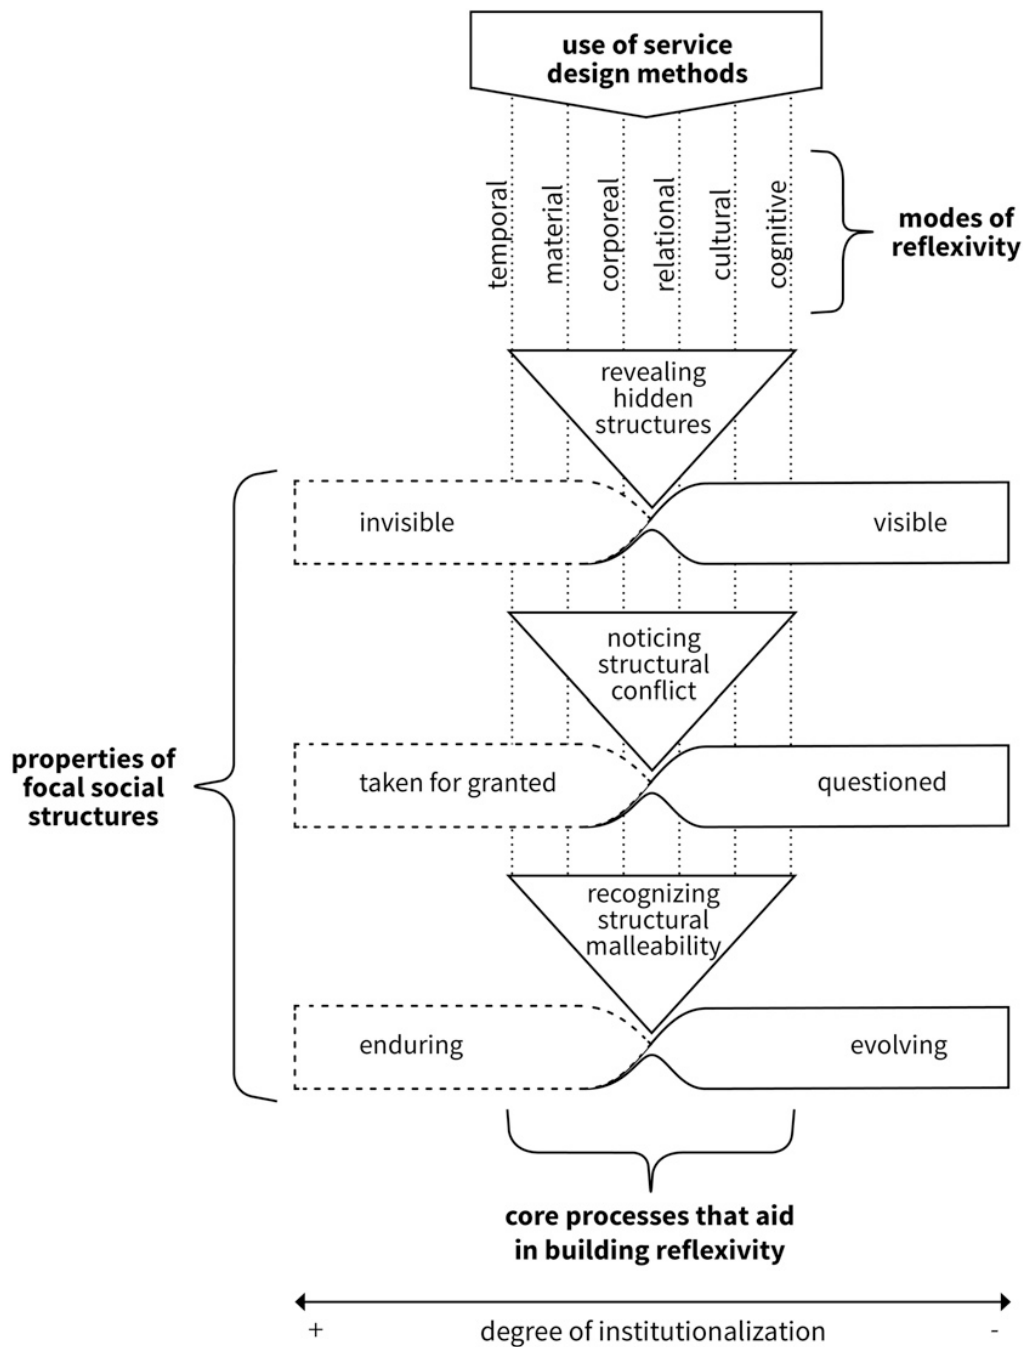 use of service
design methods
temporal
material
corporeal
relational
cultural
cognitive
modes of
reflexivity
revealing
hidden
structures
invisible
visible
noticing
structural
conflict
properties of
focal social
structures
taken for granted
questioned
recognizing
structural
malleability
enduring
evolving
core processes that aid
in building reflexivity
+
degree of institutionalization
-